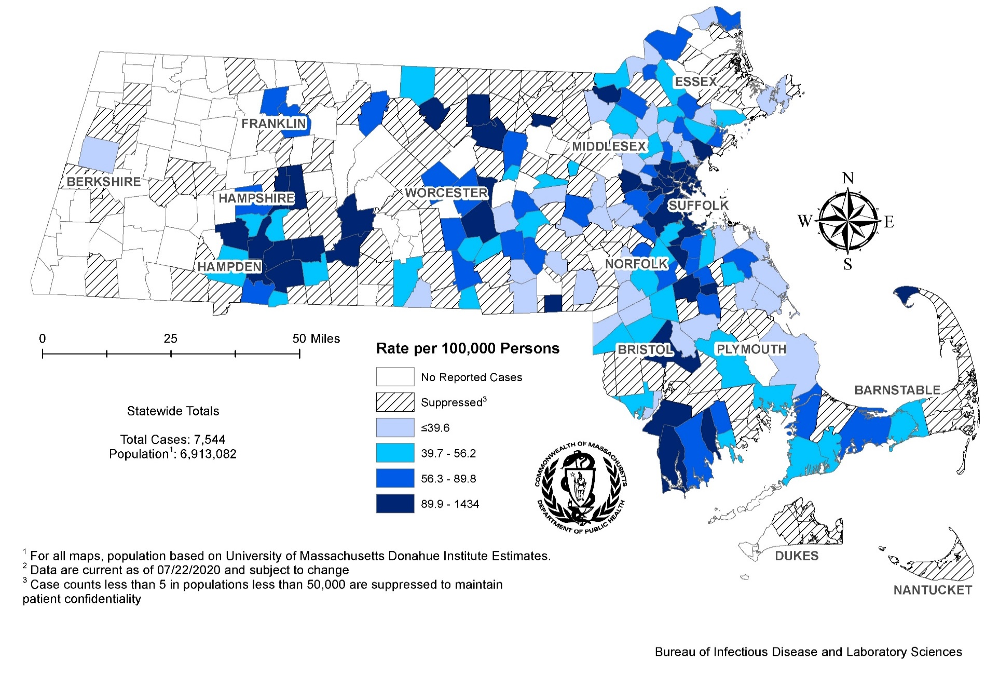 ESSEX
FRANKLIN
MIDDLESEX
BERKSHIRE
HAMPSHIRE
WORCESTER
SUFFOLK
N
W
E
S
HAMPDEN
NORFOLK
0 25 50 Miles
BRISTOL
PLYMOUTH
BARNSTABLE
DUKES
NANTUCKET
Rate per 100,000 Persons
No Reported Cases
Suppressed³
≤39.6
39.7 - 56.2
56.3 - 89.8
89.9 - 1434
Statewide Totals
Total Cases: 7,544
Population¹: 6,913,082
COMMONWEALTH OF MASSACHUSETTS
DEPARTMENT OF PUBLIC HEALTH
¹ For all maps, population based on University of Massachusetts Donahue Institute Estimates.
² Data are current as of 07/22/2020 and subject to change
³ Case counts less than 5 in populations less than 50,000 are suppressed to maintain
patient confidentiality
Bureau of Infectious Disease and Laboratory Sciences